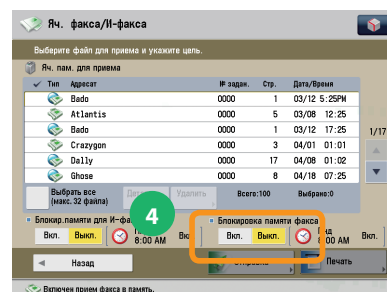 Яч. факса/И-факса
Выберите файл для приема и укажите цель.
Яч. пам. для приема
✓ Тип Адресат № задан. Стр. Дата/Время
Bado 0000 1 03/12 5:25PM
Atlantis 0000 5 03/08 12:25
Bado 0000 1 03/12 17:25
Crazygon 0000 3 04/01 01:01
Dally 0000 17 04/08 01:02
Ghose 0000 8 04/18 07:25
1/17
Выбрать все (макс. 32 файла) Удалить Всего:100 Выбрано:0
Блокир.памяти для И-фа 4 Блокировка памяти факса
Вкл. Выкл. 8:00 AM Вкл. Выкл. 8:00 AM Вкл.
Назад Печать
Включен прием факса в память.